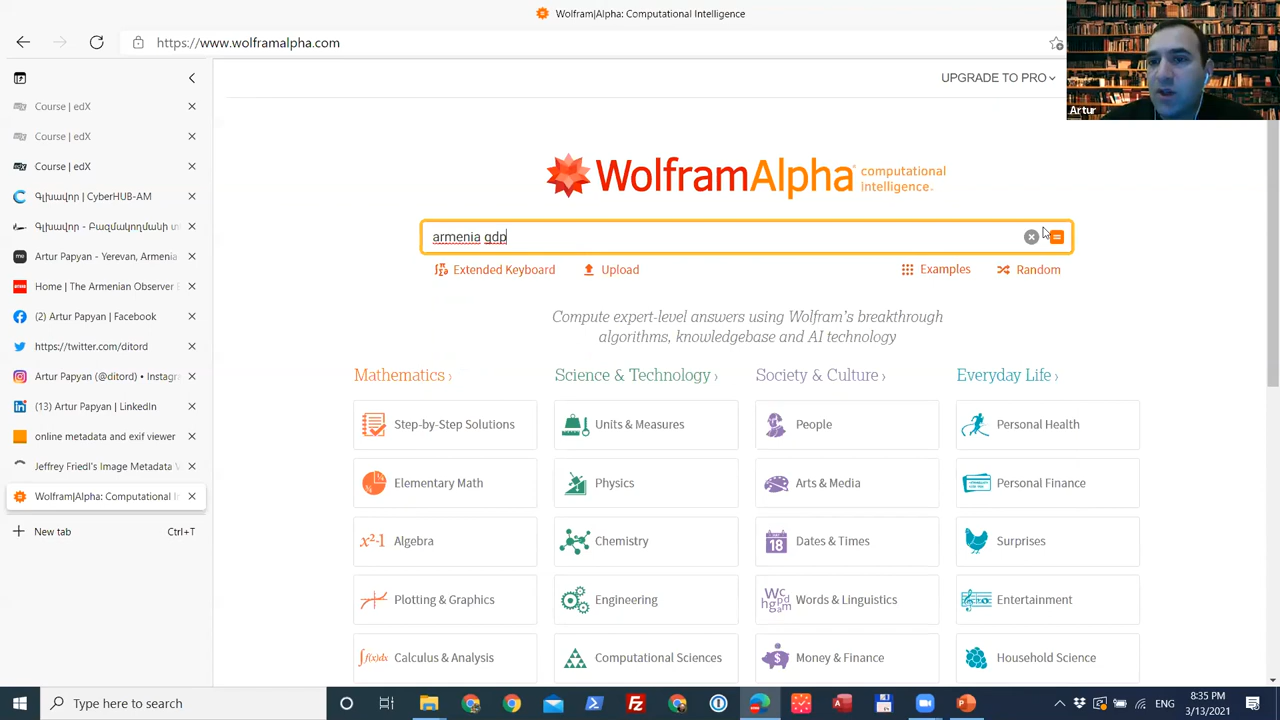 Wolfram|Alpha: Computational Intelligence
https://www.wolframalpha.com
UPGRADE TO PRO
Artur
Course | edX
Course | edX
Course | edX
Գլխավոր | CyberHUB-AM
Գլխավոր - Բազմակողմանի տ
Artur Papyan - Yerevan, Armenia
Home | The Armenian Observer B
(2) Artur Papyan | Facebook
https://twitter.com/ditord
Artur Papyan (@ditord) • Instagr
(13) Artur Papyan | LinkedIn
online metadata and exif viewer
Jeffrey Friedl's Image Metadata V
Wolfram|Alpha: Computational I
New tab Ctrl+T
WolframAlpha computational intelligence.
armenia gdp
Extended Keyboard Upload Examples Random
Compute expert-level answers using Wolfram's breakthrough
algorithms, knowledgebase and AI technology
Mathematics › Science & Technology › Society & Culture › Everyday Life ›
Step-by-Step Solutions Units & Measures People Personal Health
Elementary Math Physics Arts & Media Personal Finance
x²-1 Algebra Chemistry 18 Dates & Times Surprises
Plotting & Graphics Engineering Words & Linguistics Entertainment
∫f(x)dx Calculus & Analysis Computational Sciences $ Money & Finance Household Science
Type here to search
ENG
8:35 PM
3/13/2021